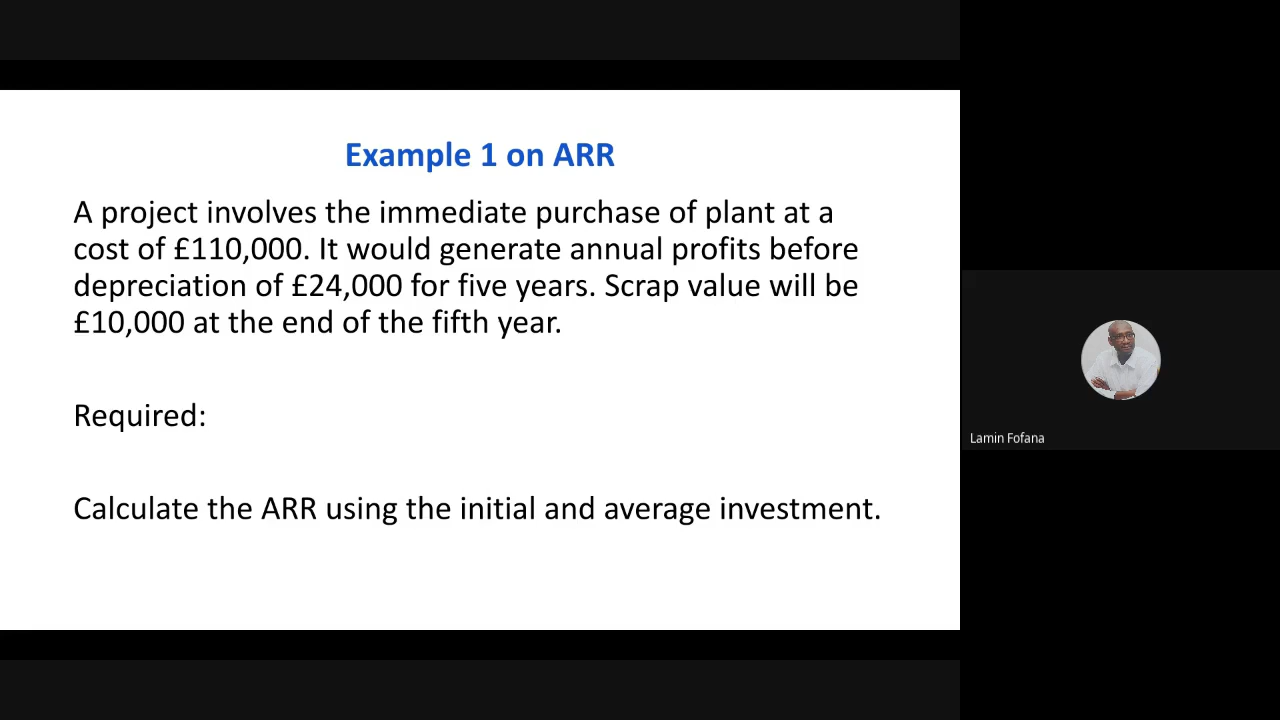 Example 1 on ARR
A project involves the immediate purchase of plant at a
cost of £110,000. It would generate annual profits before
depreciation of £24,000 for five years. Scrap value will be
£10,000 at the end of the fifth year.
Required:
Calculate the ARR using the initial and average investment.
Lamin Fofana